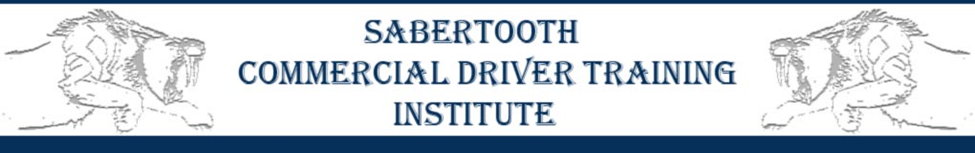 SABERTOOTH
COMMERCIAL DRIVER TRAINING
INSTITUTE